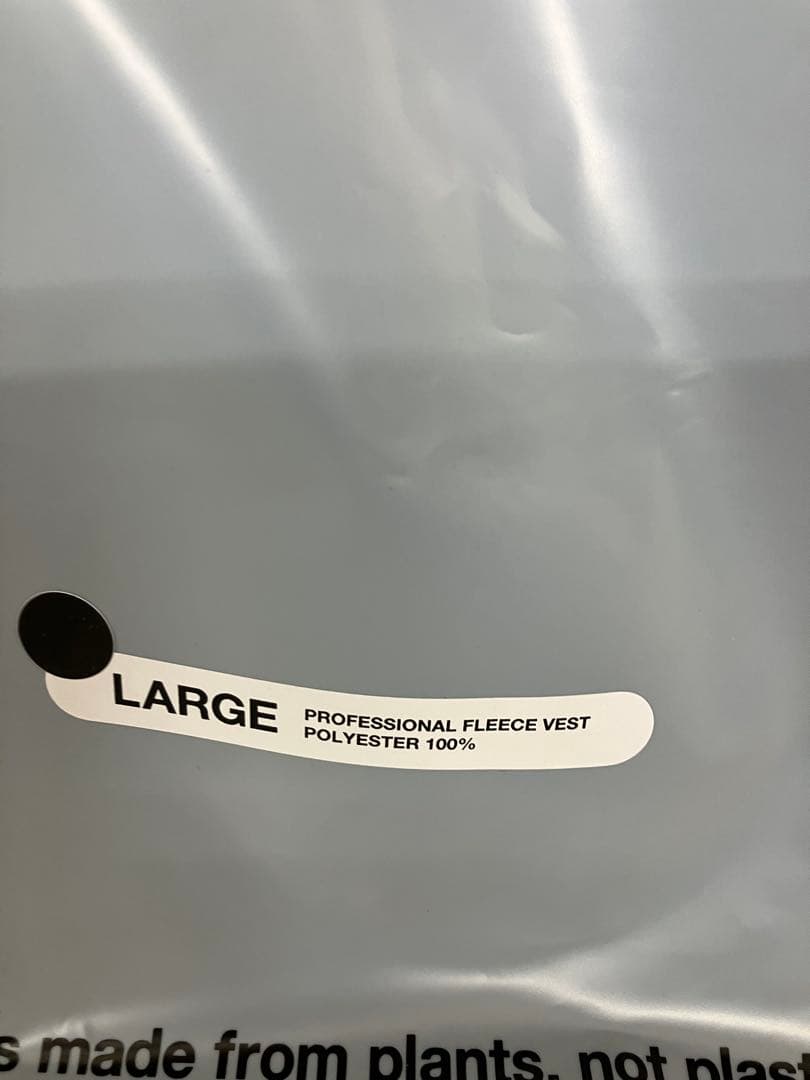 LARGE
PROFESSIONAL FLEECE VEST
POLYESTER 100%
made from plants, not